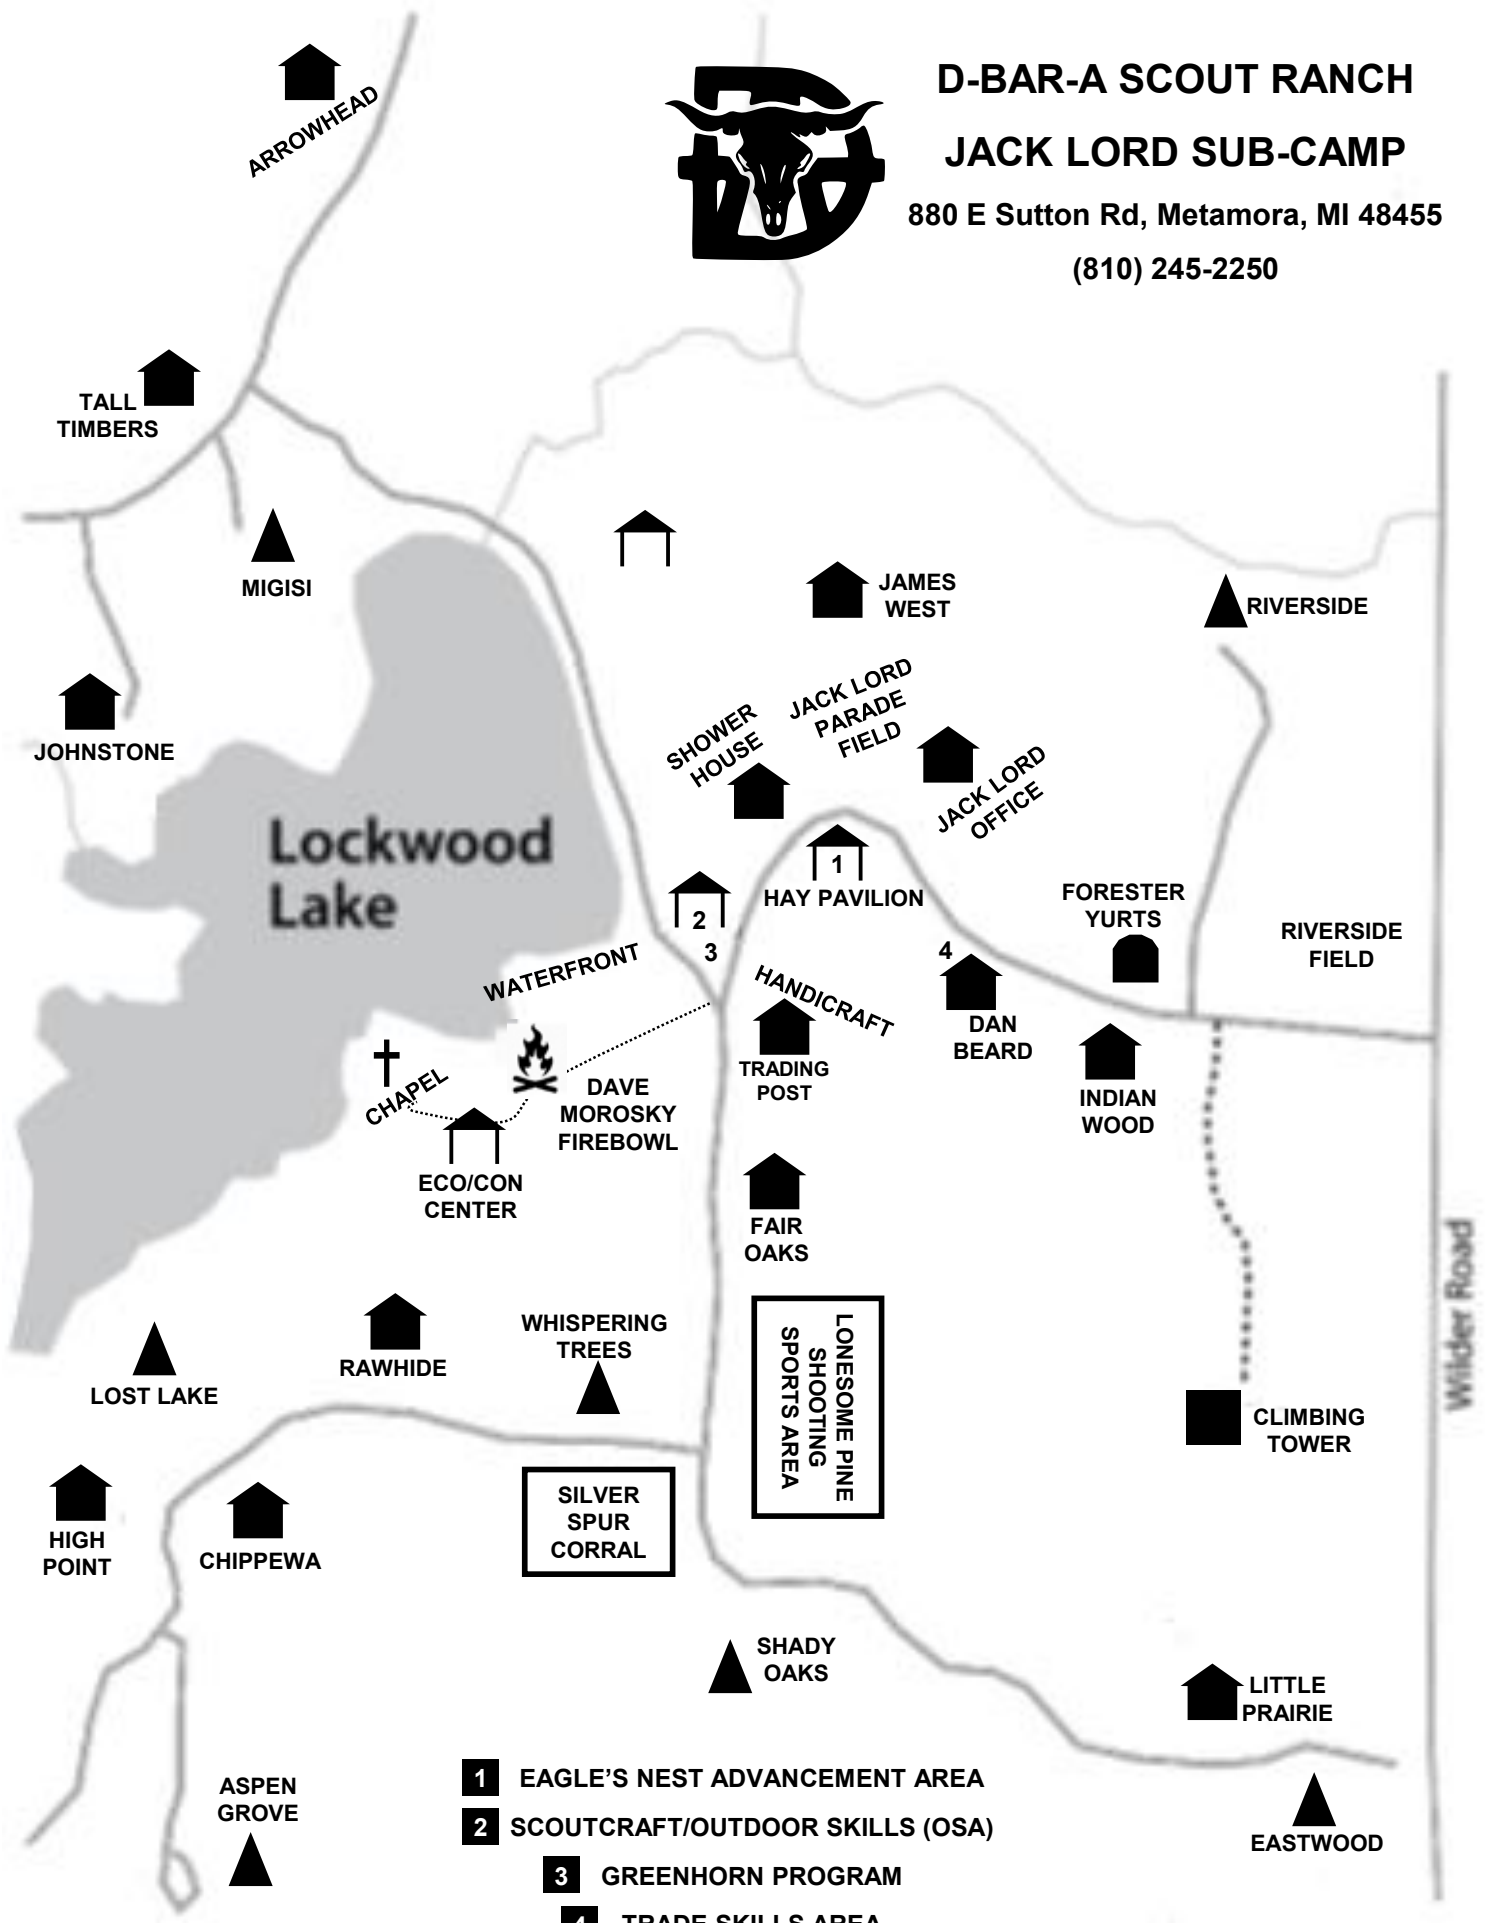 D-BAR-A SCOUT RANCH
JACK LORD SUB-CAMP
880 E Sutton Rd, Metamora, MI 48455
(810) 245-2250
ARROWHEAD
TALL
TIMBERS
MIGISI
JAMES
WEST
RIVERSIDE
JACK LORD
PARADE
FIELD
SHOWER
HOUSE
JOHNSTONE
JACK LORD
OFFICE
Lockwood
Lake
1
HAY PAVILION
2
3
FORESTER
YURTS
RIVERSIDE
FIELD
4
WATERFRONT
HANDICRAFT
DAN
BEARD
TRADING
POST
CHAPEL
DAVE
MOROSKY
FIREBOWL
INDIAN
WOOD
ECO/CON
CENTER
FAIR
OAKS
Wilder Road
WHISPERING
TREES
RAWHIDE
LOST LAKE
LONESOME PINE
SHOOTING
SPORTS AREA
CLIMBING
TOWER
SILVER
SPUR
CORRAL
HIGH
POINT
CHIPPEWA
SHADY
OAKS
LITTLE
PRAIRIE
ASPEN
GROVE
EASTWOOD
1 EAGLE’S NEST ADVANCEMENT AREA
2 SCOUTCRAFT/OUTDOOR SKILLS (OSA)
3 GREENHORN PROGRAM
4 TRADE SKILLS AREA